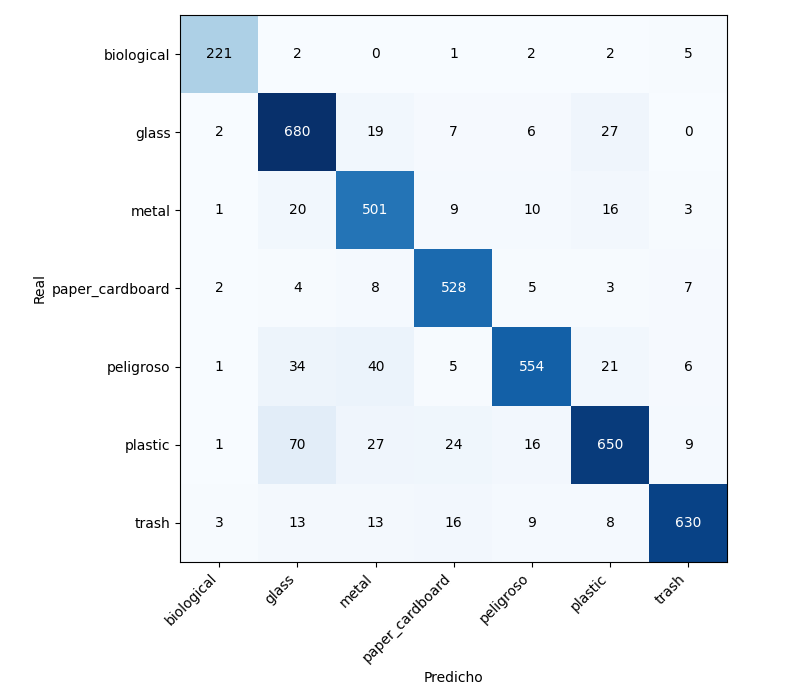 biological 221 2 0 1 2 2 5
glass 2 680 19 7 6 27 0
metal 1 20 501 9 10 16 3
paper_cardboard 2 4 8 528 5 3 7
peligroso 1 34 40 5 554 21 6
plastic 1 70 27 24 16 650 9
trash 3 13 13 16 9 8 630
Real
biological glass metal paper_cardboard peligroso plastic trash
Predicho